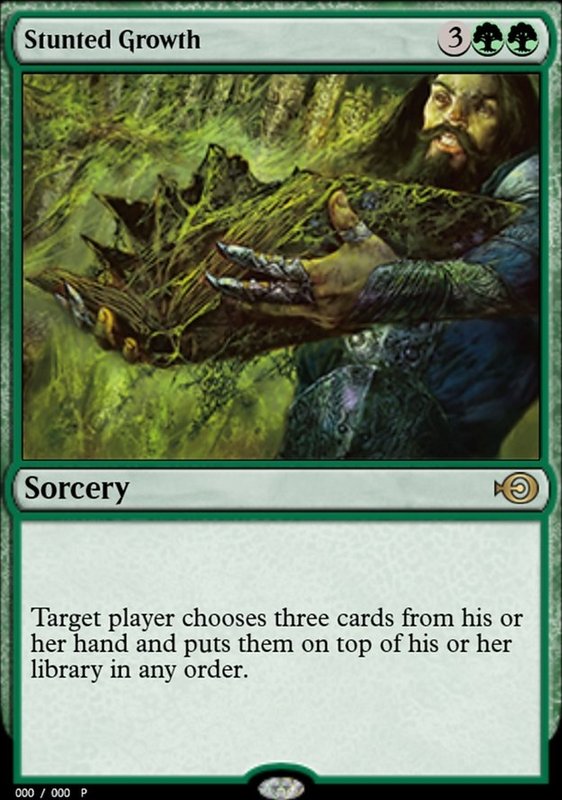 Stunted Growth 3
Sorcery
Target player chooses three cards from his or
her hand and puts them on top of his or her
library in any order.
000 / 000 P